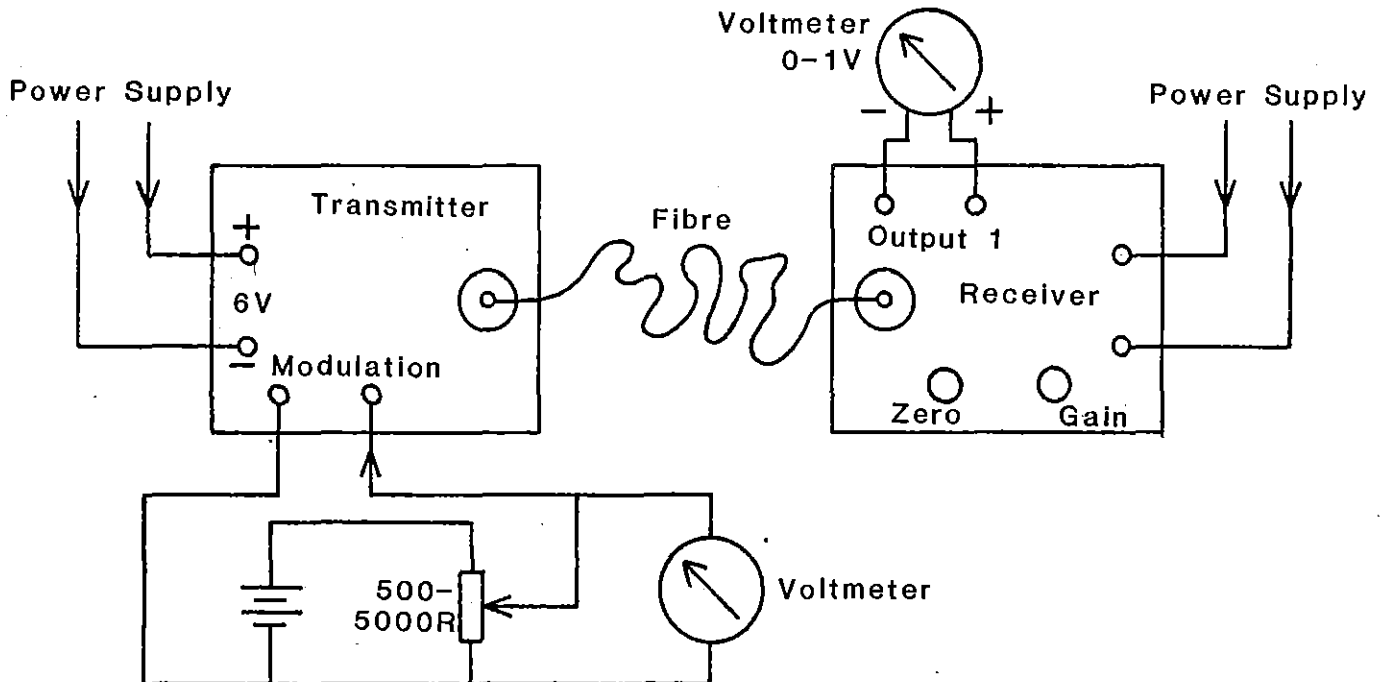 Voltmeter
0-1V
Power Supply
Power Supply
- +
Transmitter
+
Fibre
Output 1
6V
Receiver
-
Modulation
Zero
Gain
500-
5000R
Voltmeter